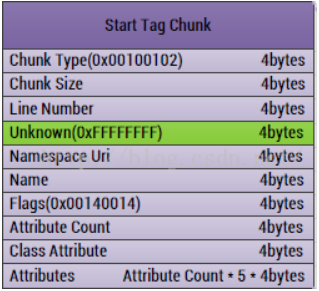 Start Tag Chunk
Chunk Type(0x00100102) 4bytes
Chunk Size 4bytes
Line Number 4bytes
Unknown(0xFFFFFFFF) 4bytes
Namespace Uri 4bytes
Name 4bytes
Flags(0x00140014) 4bytes
Attribute Count 4bytes
Class Attribute 4bytes
Attributes Attribute Count * 5 * 4bytes